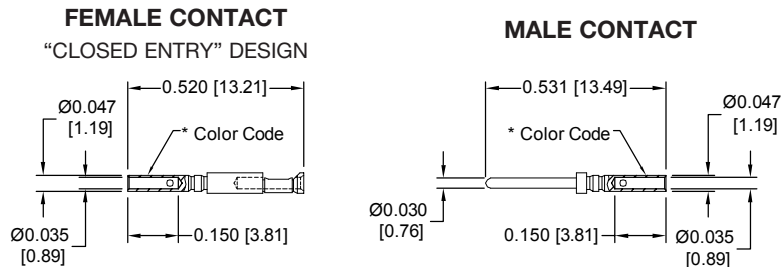 FEMALE CONTACT
“CLOSED ENTRY” DESIGN
0.520 [13.21]
Ø0.047
[1.19]
* Color Code
Ø0.035
[0.89]
0.150 [3.81]
MALE CONTACT
0.531 [13.49]
Ø0.047
[1.19]
* Color Code
Ø0.030
[0.76]
0.150 [3.81]
Ø0.035
[0.89]